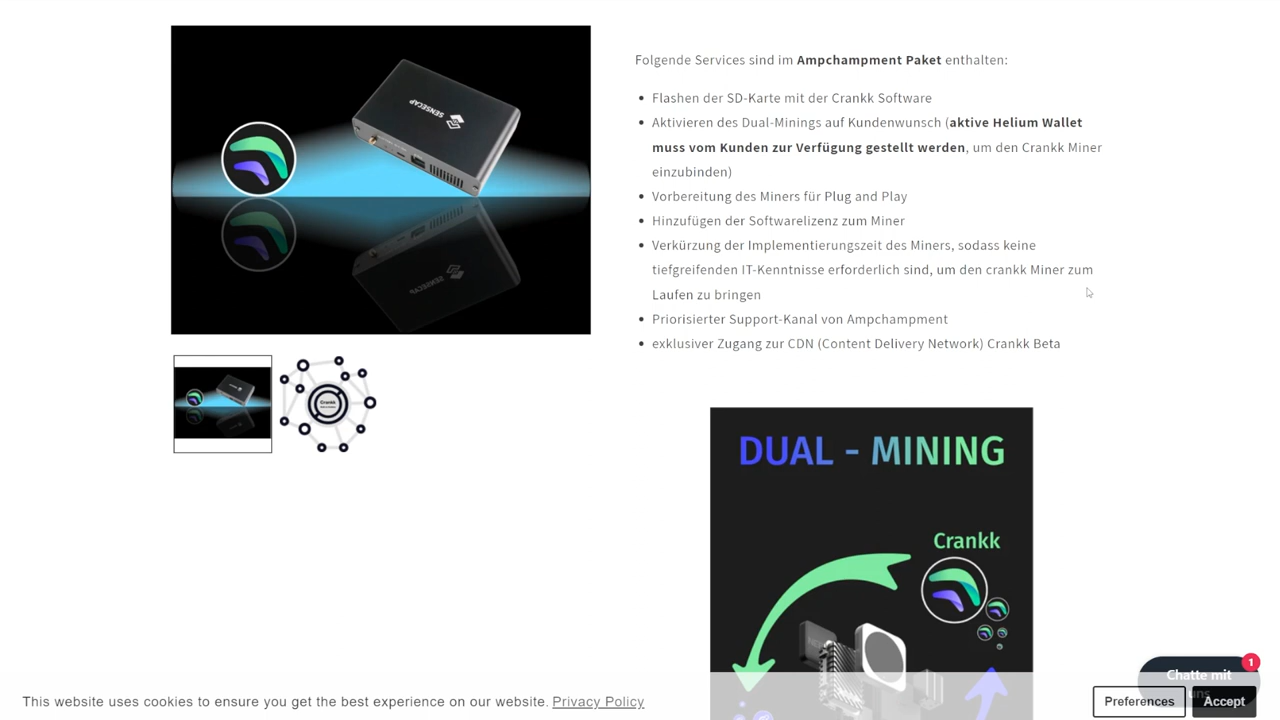 SENSECAP
Folgende Services sind im Ampchampment Paket enthalten:
Flashen der SD-Karte mit der Crankk Software
Aktivieren des Dual-Minings auf Kundenwunsch (aktive Helium Wallet
muss vom Kunden zur Verfügung gestellt werden, um den Crankk Miner
einzubinden)
Vorbereitung des Miners für Plug and Play
Hinzufügen der Softwarelizenz zum Miner
Verkürzung der Implementierungszeit des Miners, sodass keine
tiefgreifenden IT-Kenntnisse erforderlich sind, um den crankk Miner zum
Laufen zu bringen
Priorisierter Support-Kanal von Ampchampment
exklusiver Zugang zur CDN (Content Delivery Network) Crankk Beta
Crankk
DUAL - MINING
Crankk
Chatte mit
uns
1
This website uses cookies to ensure you get the best experience on our website. Privacy Policy
Preferences
Accept